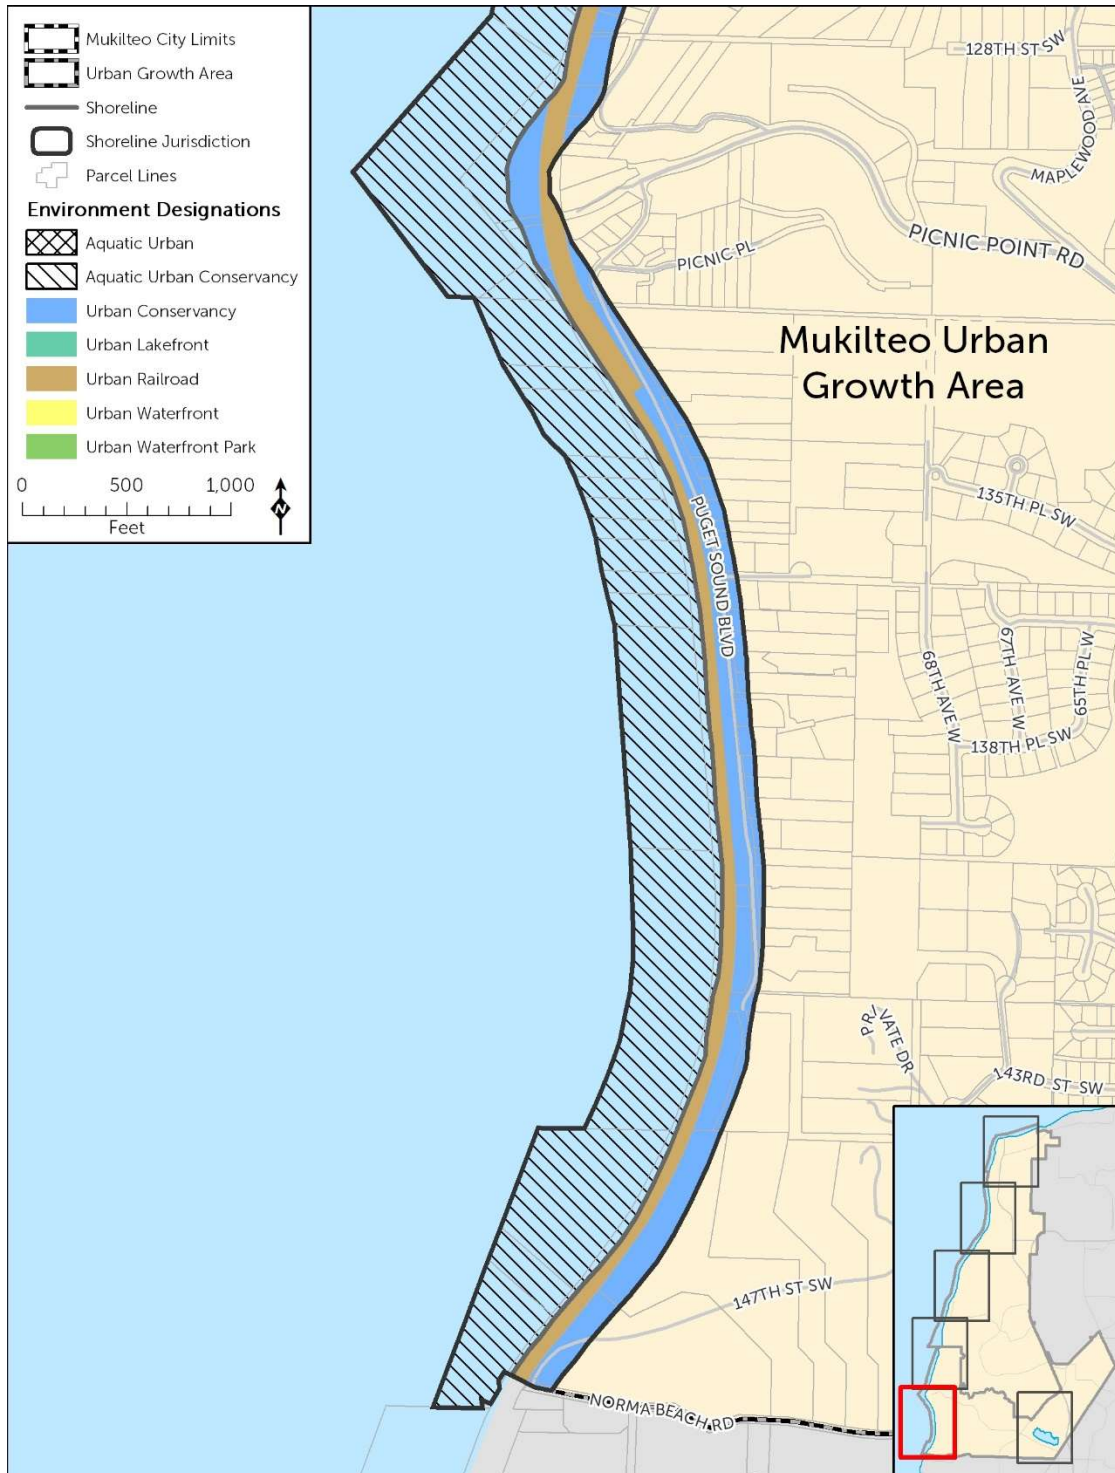 Mukilteo City Limits
Urban Growth Area
Shoreline
Shoreline Jurisdiction
Parcel Lines
Environment Designations
Aquatic Urban
Aquatic Urban Conservancy
Urban Conservancy
Urban Lakefront
Urban Railroad
Urban Waterfront
Urban Waterfront Park
0 500 1,000
Feet
N
128TH ST SW
MAPLEWOOD AVE
PICNIC POINT RD
PICNIC PL
Mukilteo Urban
Growth Area
135TH PL SW
PUGET SOUND BLVD
68TH AVE W
67TH AVE W
65TH PL W
138TH PL SW
PRIVATE DR
143RD ST SW
147TH ST SW
NORMA BEACH RD